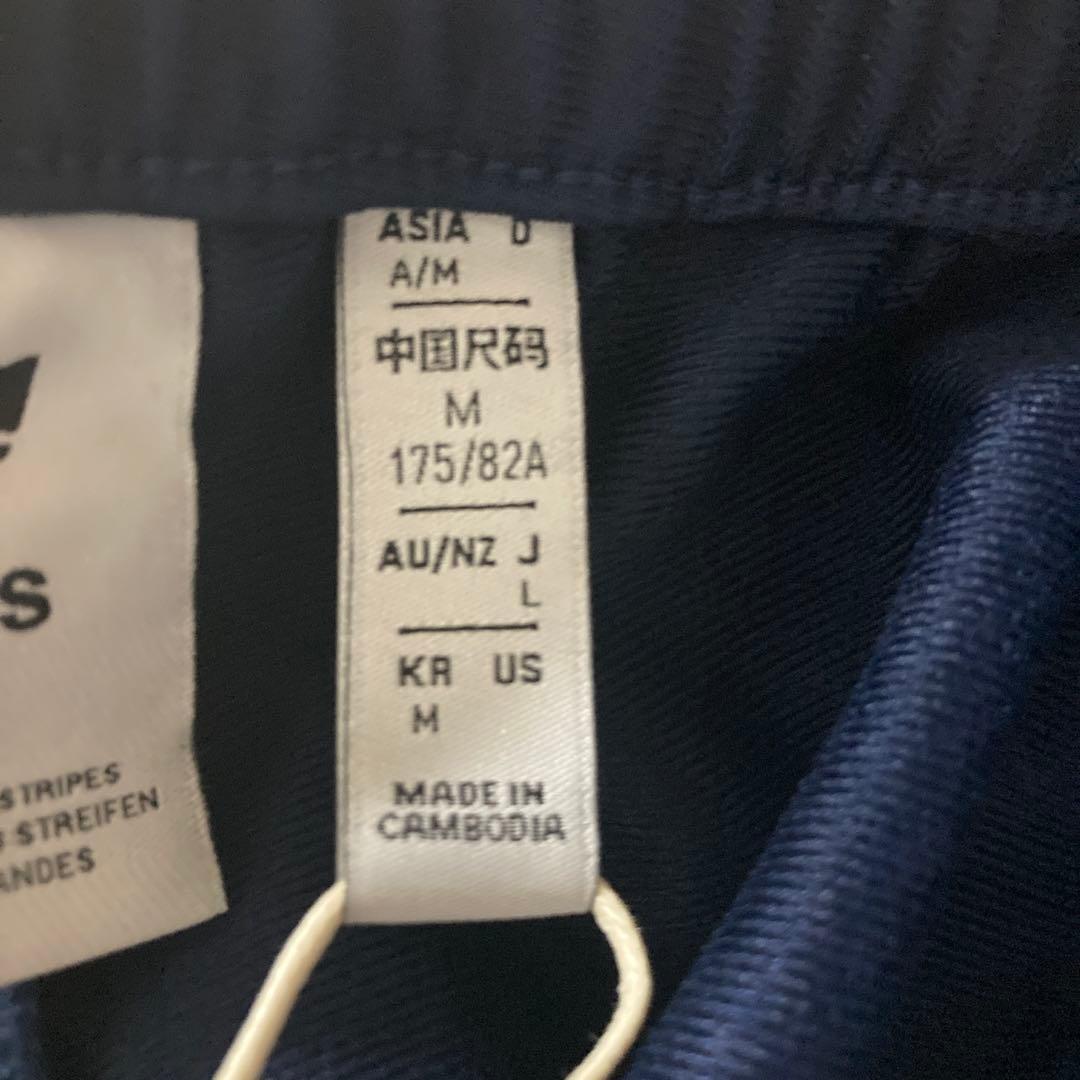 S
STRIPES
STREIFEN
ANDES
ASIA D
A/M
中国尺码
M
175/82A
AU/NZ J
L
KR US
M
MADE IN
CAMBODIA